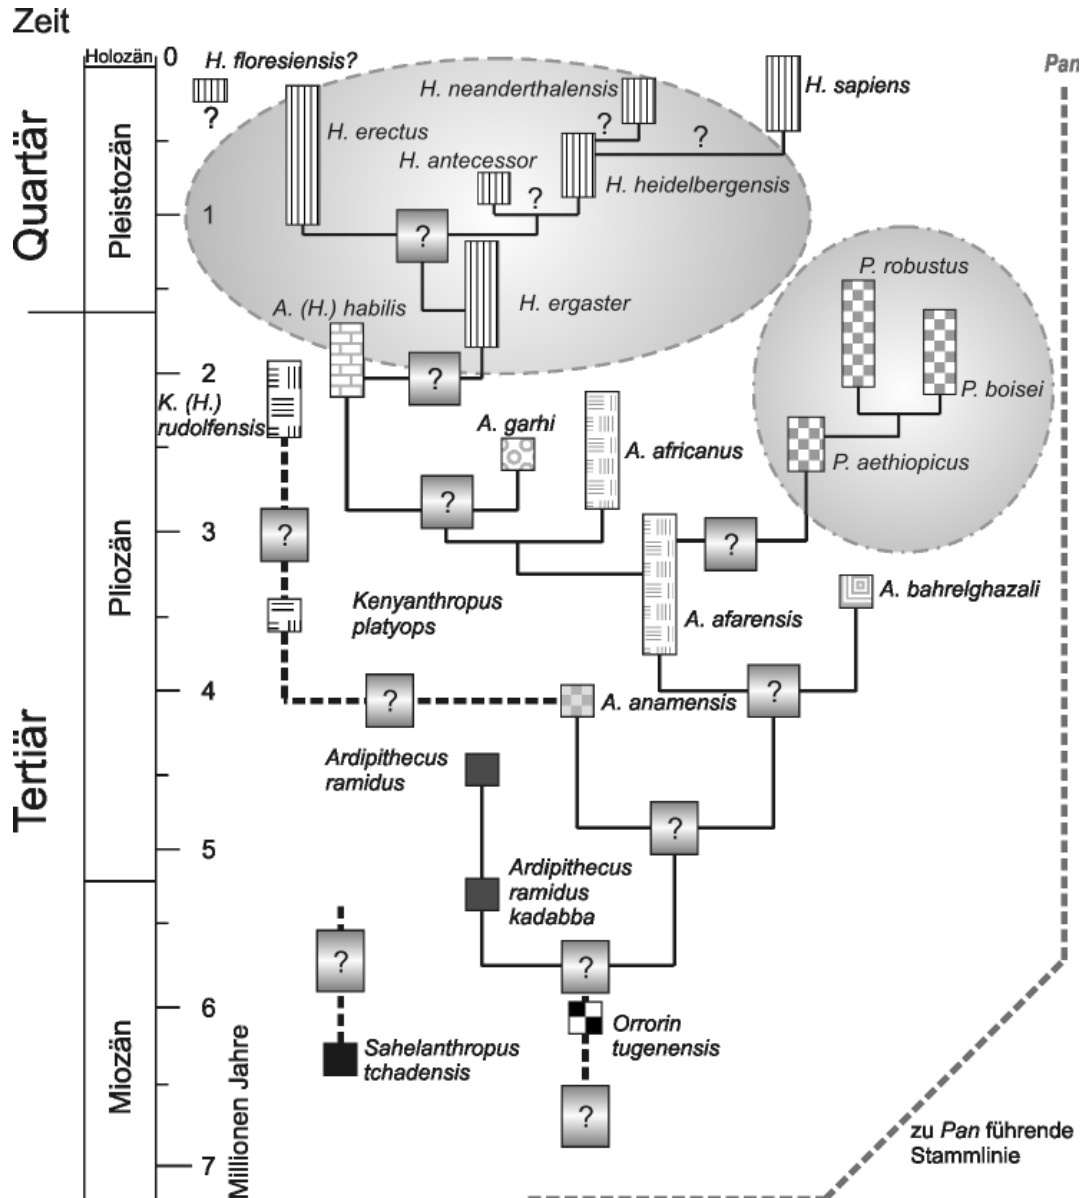 Zeit
Holozän
0
H. floresiensis?
?
Pan
H. neanderthalensis
H. sapiens
H. erectus
?
?
H. antecessor
H. heidelbergensis
?
Quartär
Pleistozän
1
?
P. robustus
A. (H.) habilis
H. ergaster
2
?
P. boisei
K. (H.)
rudolfensis
A. garhi
A. africanus
P. aethiopicus
?
3
?
?
Pliozän
Kenyanthropus
platyops
A. bahrelghazali
A. afarensis
4
?
A. anamensis
?
Tertiär
Ardipithecus
ramidus
?
5
Ardipithecus
ramidus
kadabba
?
?
6
Orrorin
tugenensis
Sahelanthropus
tchadensis
Miozän
Millionen Jahre
?
zu Pan führende
Stammlinie
7